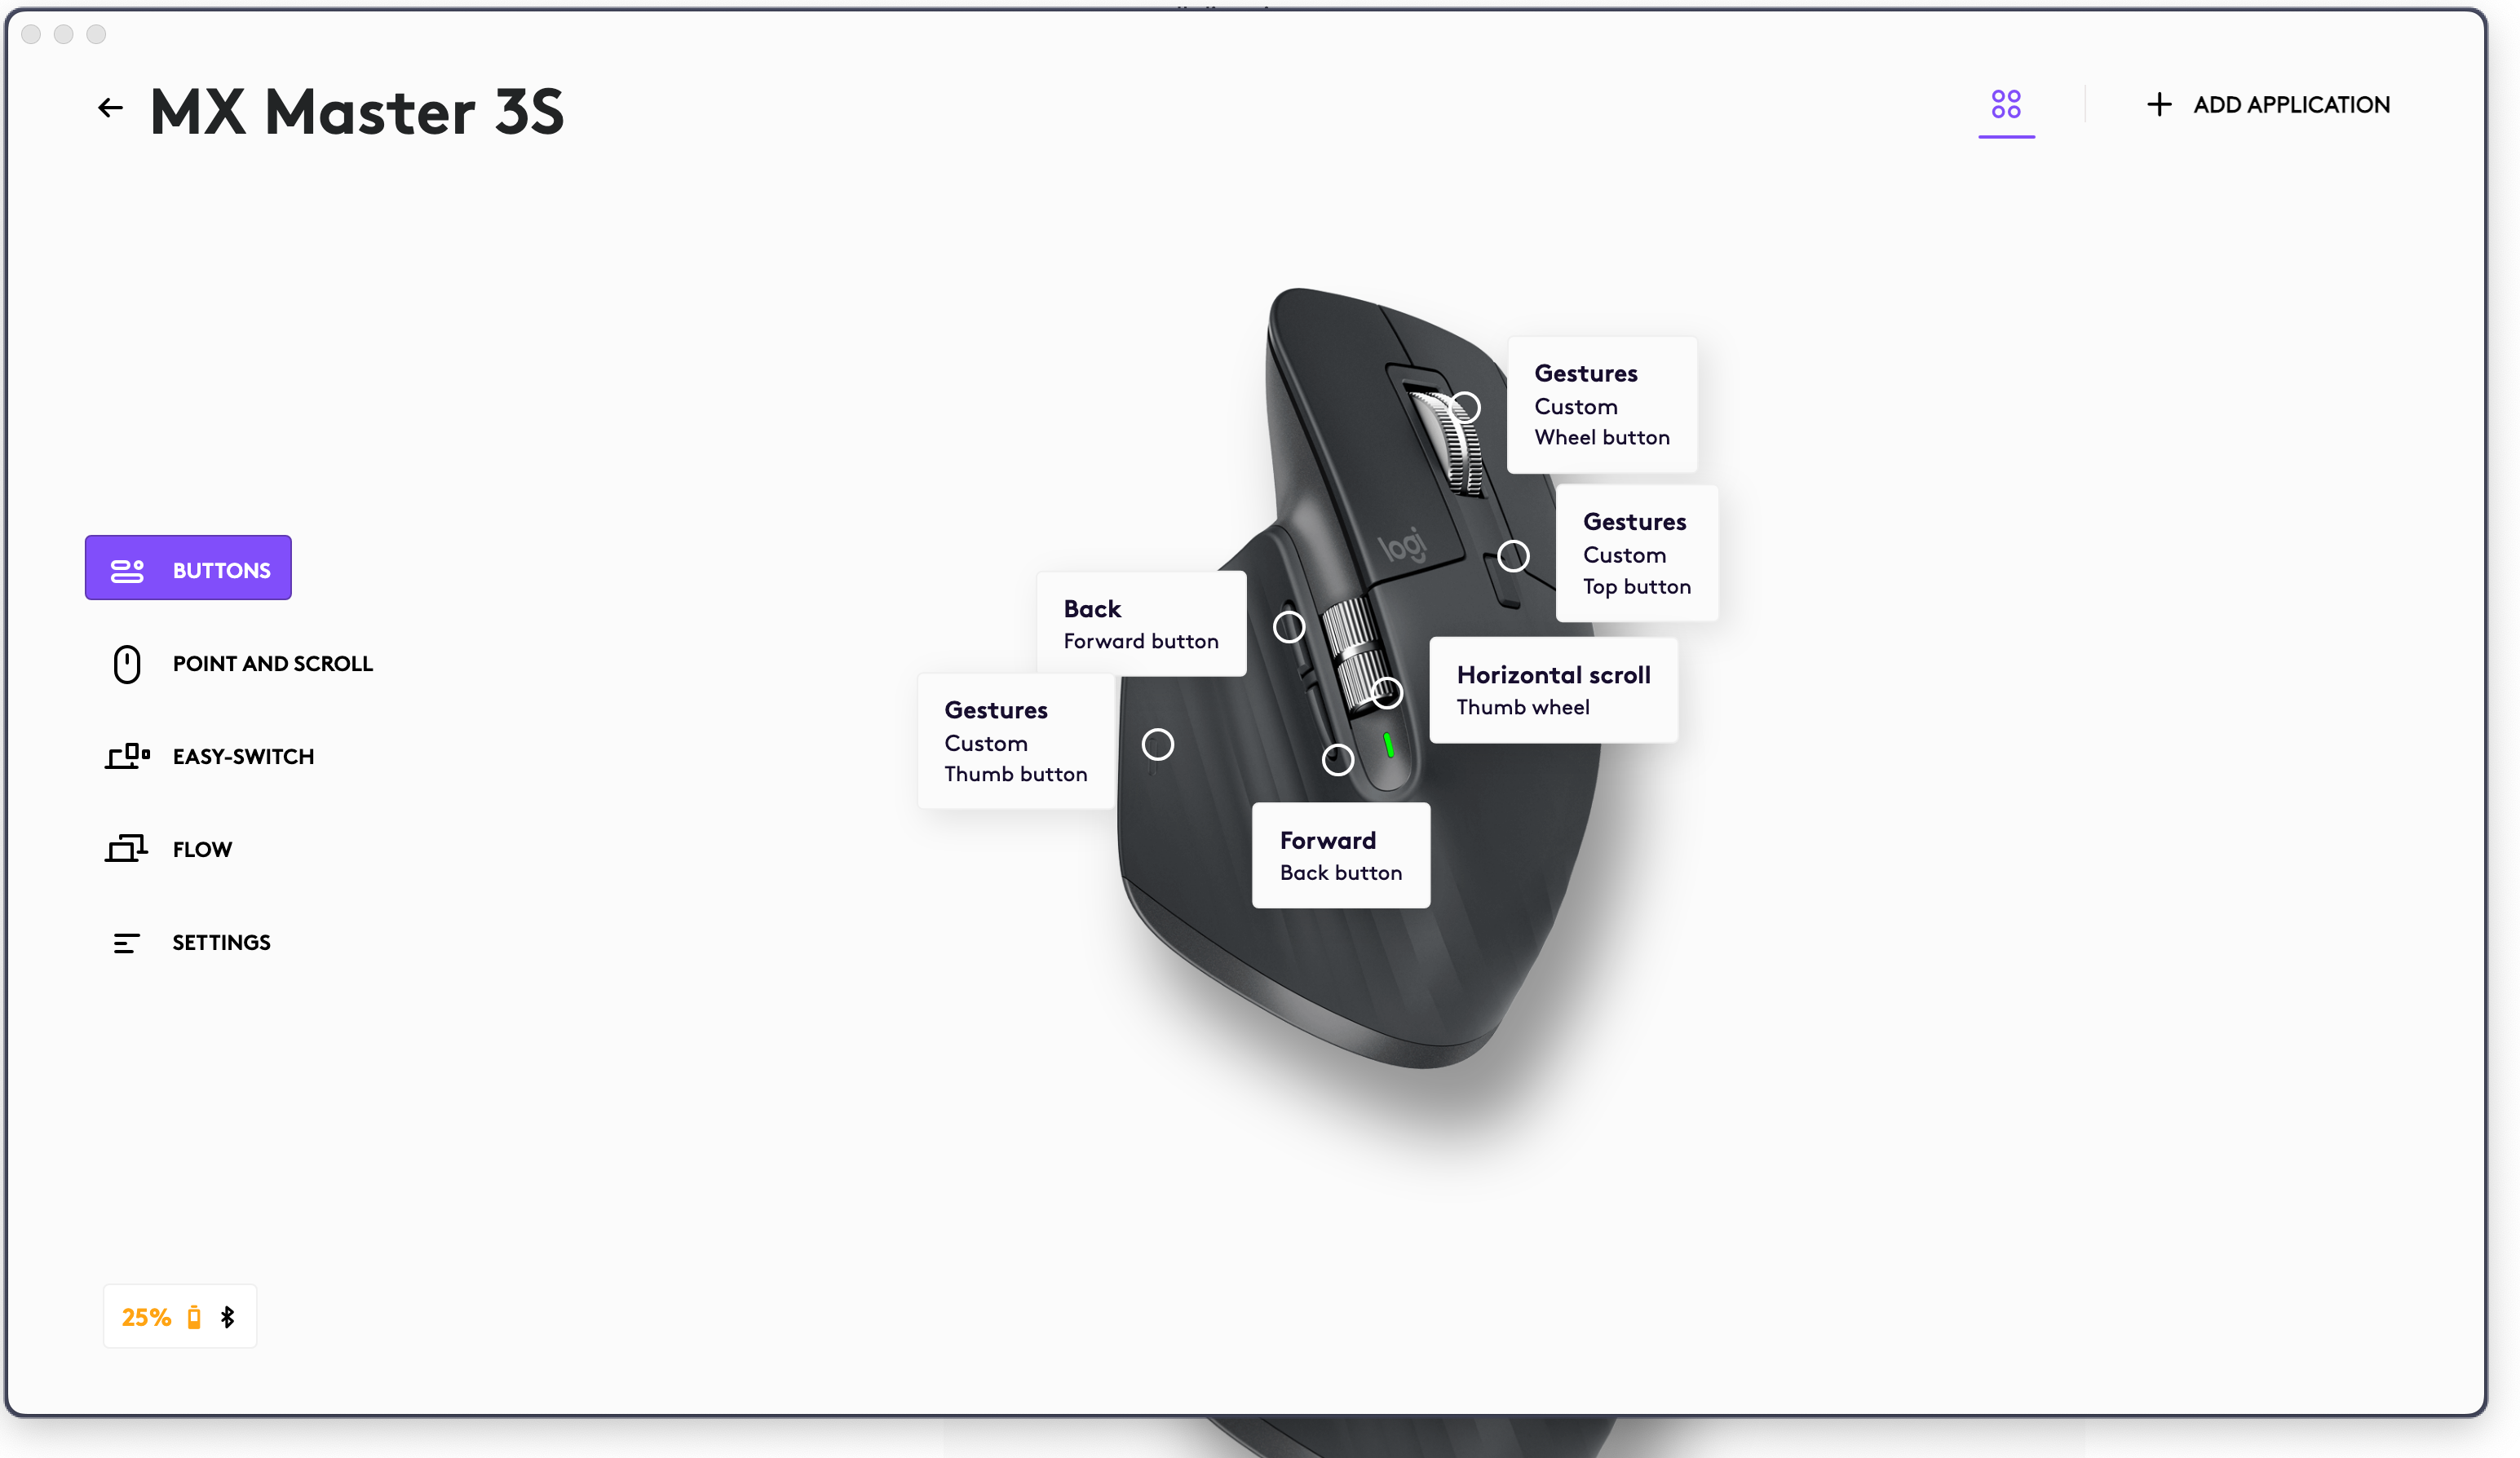 MX Master 3S
ADD APPLICATION
Gestures
Custom
Wheel button
logi
Gestures
Custom
Top button
BUTTONS
Back
Forward button
POINT AND SCROLL
Horizontal scroll
Thumb wheel
Gestures
Custom
Thumb button
EASY-SWITCH
Forward
Back button
FLOW
SETTINGS
25%